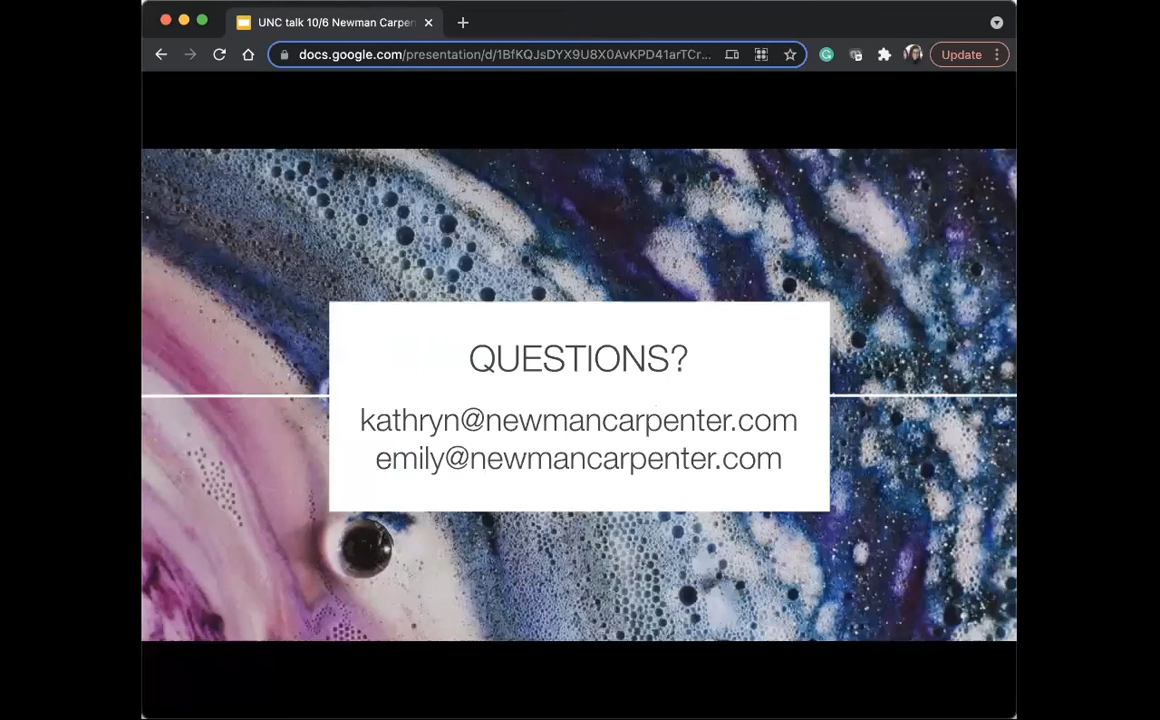 UNC talk 10/6 Newman Carpen
docs.google.com/presentation/d/1BfKQJsDYX9U8X0AvKPD41arTCr...
Update
QUESTIONS?
kathryn@newmancarpenter.com
emily@newmancarpenter.com